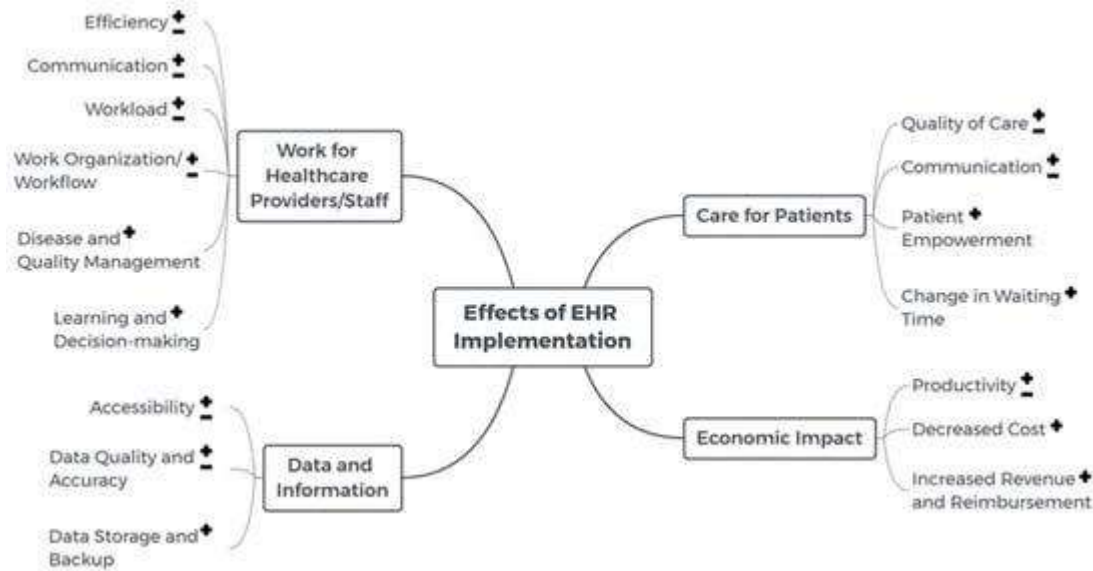 Effects of EHR
Implementation
Work for
Healthcare
Providers/Staff
Efficiency ±
Communication ±
Workload ±
Work Organization/ ±
Workflow
Disease and +
Quality Management
Learning and +
Decision-making
Data and
Information
Accessibility ±
Data Quality and ±
Accuracy
Data Storage and +
Backup
Care for Patients
Quality of Care ±
Communication ±
Patient +
Empowerment
Change in Waiting +
Time
Economic Impact
Productivity ±
Decreased Cost +
Increased Revenue +
and Reimbursement